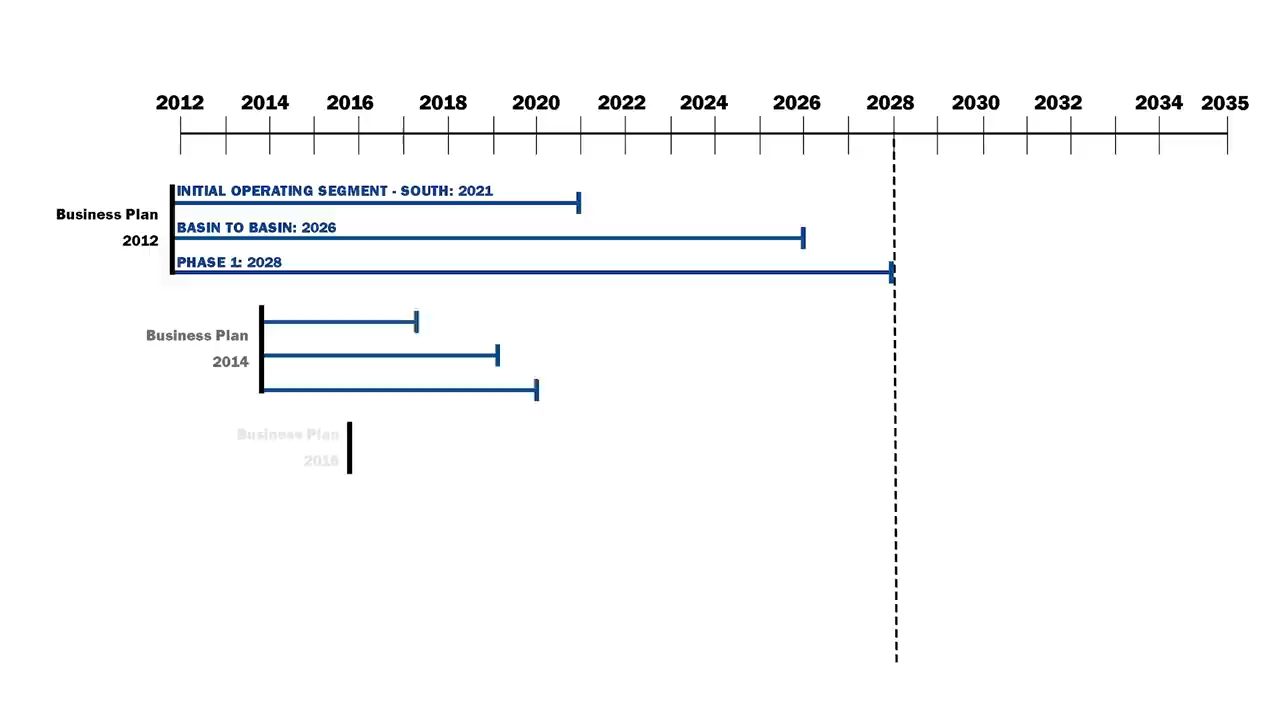 2012 2014 2016 2018 2020 2022 2024 2026 2028 2030 2032 2034 2035
INITIAL OPERATING SEGMENT - SOUTH: 2021
Business Plan
2012
BASIN TO BASIN: 2026
PHASE 1: 2028
Business Plan
2014
Business Plan
2016